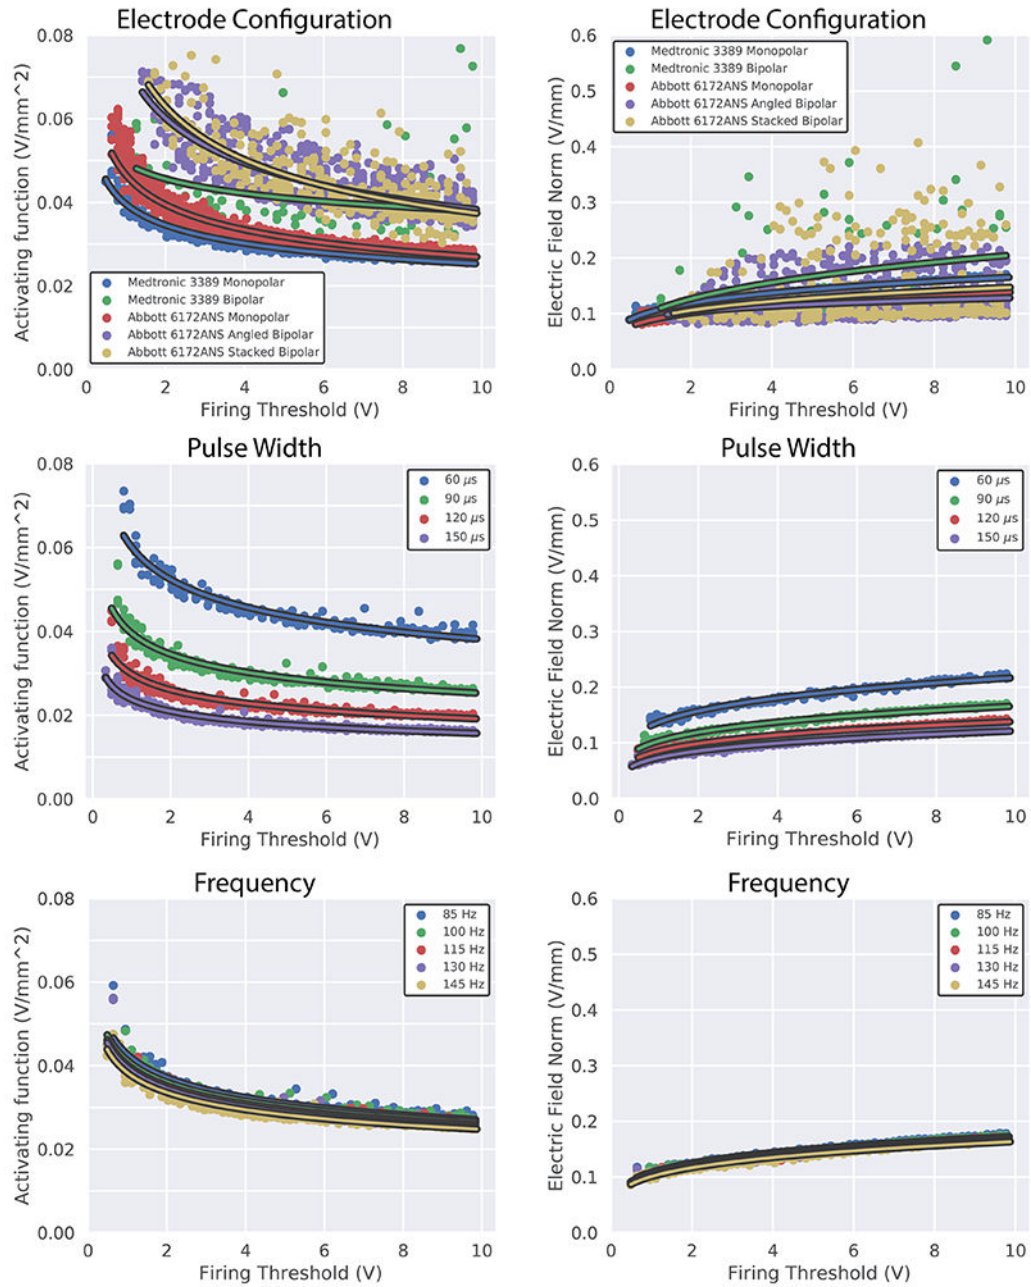 Electrode Configuration
Activating function (V/mm^2)
0.08
0.06
0.04
0.02
0.00
Medtronic 3389 Monopolar
Medtronic 3389 Bipolar
Abbott 6172ANS Monopolar
Abbott 6172ANS Angled Bipolar
Abbott 6172ANS Stacked Bipolar
0 2 4 6 8 10
Firing Threshold (V)
Electrode Configuration
Electric Field Norm (V/mm)
0.6
0.5
0.4
0.3
0.2
0.1
0.0
Medtronic 3389 Monopolar
Medtronic 3389 Bipolar
Abbott 6172ANS Monopolar
Abbott 6172ANS Angled Bipolar
Abbott 6172ANS Stacked Bipolar
0 2 4 6 8 10
Firing Threshold (V)
Pulse Width
Activating function (V/mm^2)
0.08
0.06
0.04
0.02
0.00
60 μs
90 μs
120 μs
150 μs
0 2 4 6 8 10
Firing Threshold (V)
Pulse Width
Electric Field Norm (V/mm)
0.6
0.5
0.4
0.3
0.2
0.1
0.0
60 μs
90 μs
120 μs
150 μs
0 2 4 6 8 10
Firing Threshold (V)
Frequency
Activating function (V/mm^2)
0.08
0.06
0.04
0.02
0.00
85 Hz
100 Hz
115 Hz
130 Hz
145 Hz
0 2 4 6 8 10
Firing Threshold (V)
Frequency
Electric Field Norm (V/mm)
0.6
0.5
0.4
0.3
0.2
0.1
0.0
85 Hz
100 Hz
115 Hz
130 Hz
145 Hz
0 2 4 6 8 10
Firing Threshold (V)